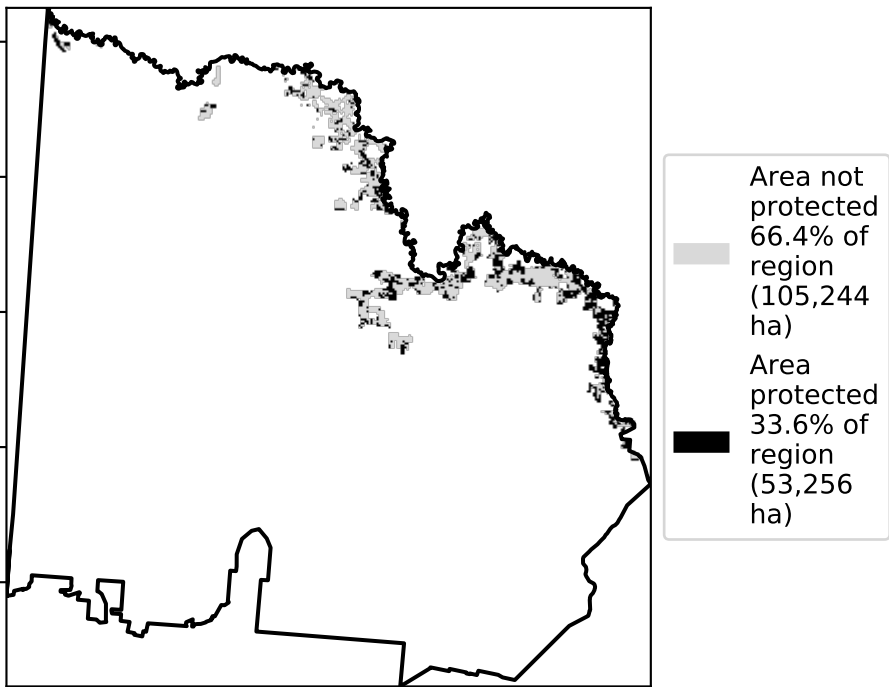 Area not
protected
66.4% of
region
(105,244
ha)
Area
protected
33.6% of
region
(53,256
ha)